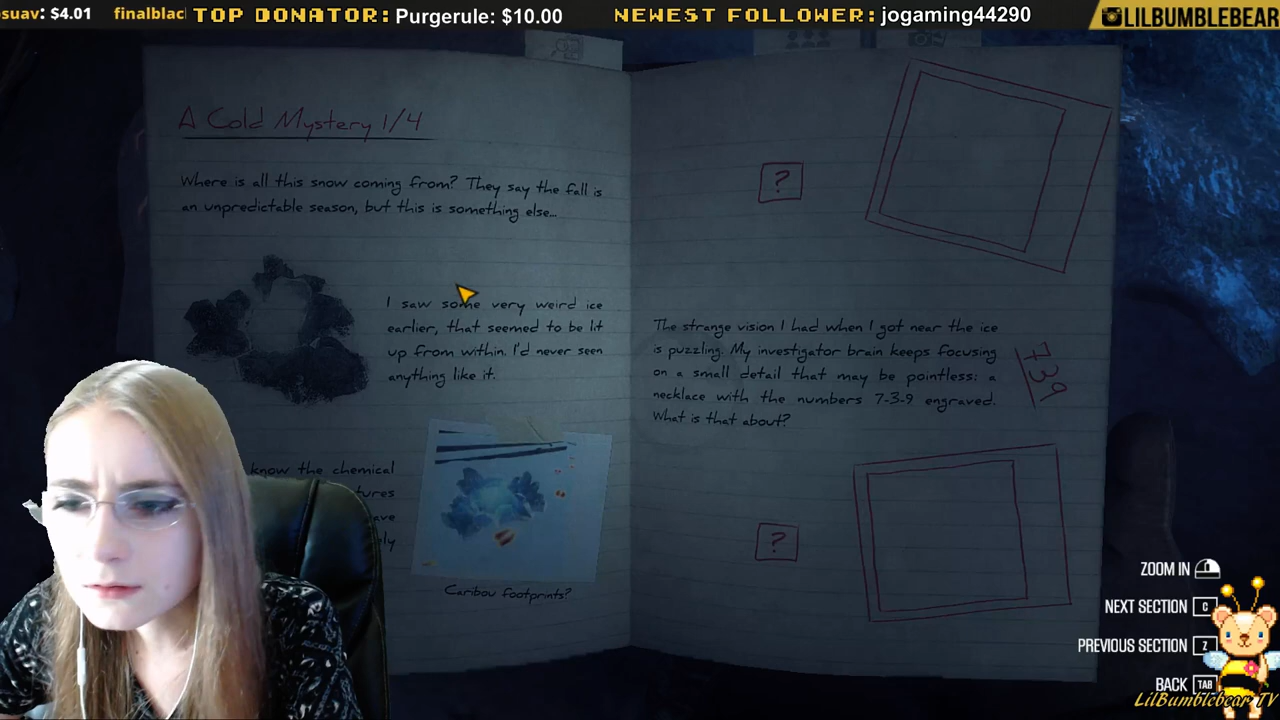 suav: $4.01 finalblac TOP DONATOR: Purgerule: $10.00 NEWEST FOLLOWER: jogaming44290 LILBUMBLEBEAR
A Cold Mystery 1/4
Where is all this snow coming from? They say the fall is
an unpredictable season, but this is something else...
I saw some very weird ice
earlier, that seemed to be lit
up from within. I'd never seen
anything like it.
know the chemical
tures
ave
ly
Caribou footprints?
?
The strange vision I had when I got near the ice
is puzzling. My investigator brain keeps focusing
on a small detail that may be pointless: a
necklace with the numbers 7-3-9 engraved.
What is that about?
739
?
ZOOM IN
NEXT SECTION C
PREVIOUS SECTION Z
BACK TAB
LilBumblebear TV